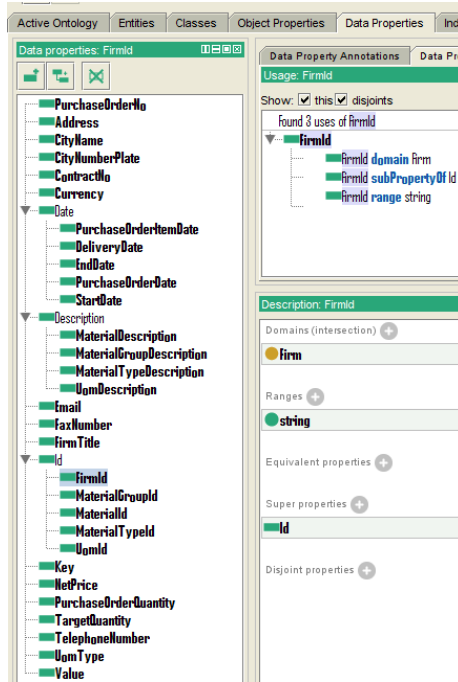 Active Ontology
Entities
Classes
Object Properties
Data Properties
Ind
Data properties: FirmId
PurchaseOrderNo
Address
CityName
CityNumberPlate
ContractNo
Currency
Date
PurchaseOrderItemDate
DeliveryDate
EndDate
PurchaseOrderDate
StartDate
Description
MaterialDescription
MaterialGroupDescription
MaterialTypeDescription
UomDescription
Email
FaxNumber
FirmTitle
Id
FirmId
MaterialGroupId
MaterialId
MaterialTypeId
UomId
Key
NetPrice
PurchaseOrderQuantity
TargetQuantity
TelephoneNumber
UomType
Value
Data Property Annotations
Data Pr
Usage: FirmId
Show: this disjoints
Found 3 uses of FirmId
FirmId
FirmId domain Firm
FirmId subPropertyOf Id
FirmId range string
Description: FirmId
Domains (intersection)
Firm
Ranges
string
Equivalent properties
Super properties
Id
Disjoint properties